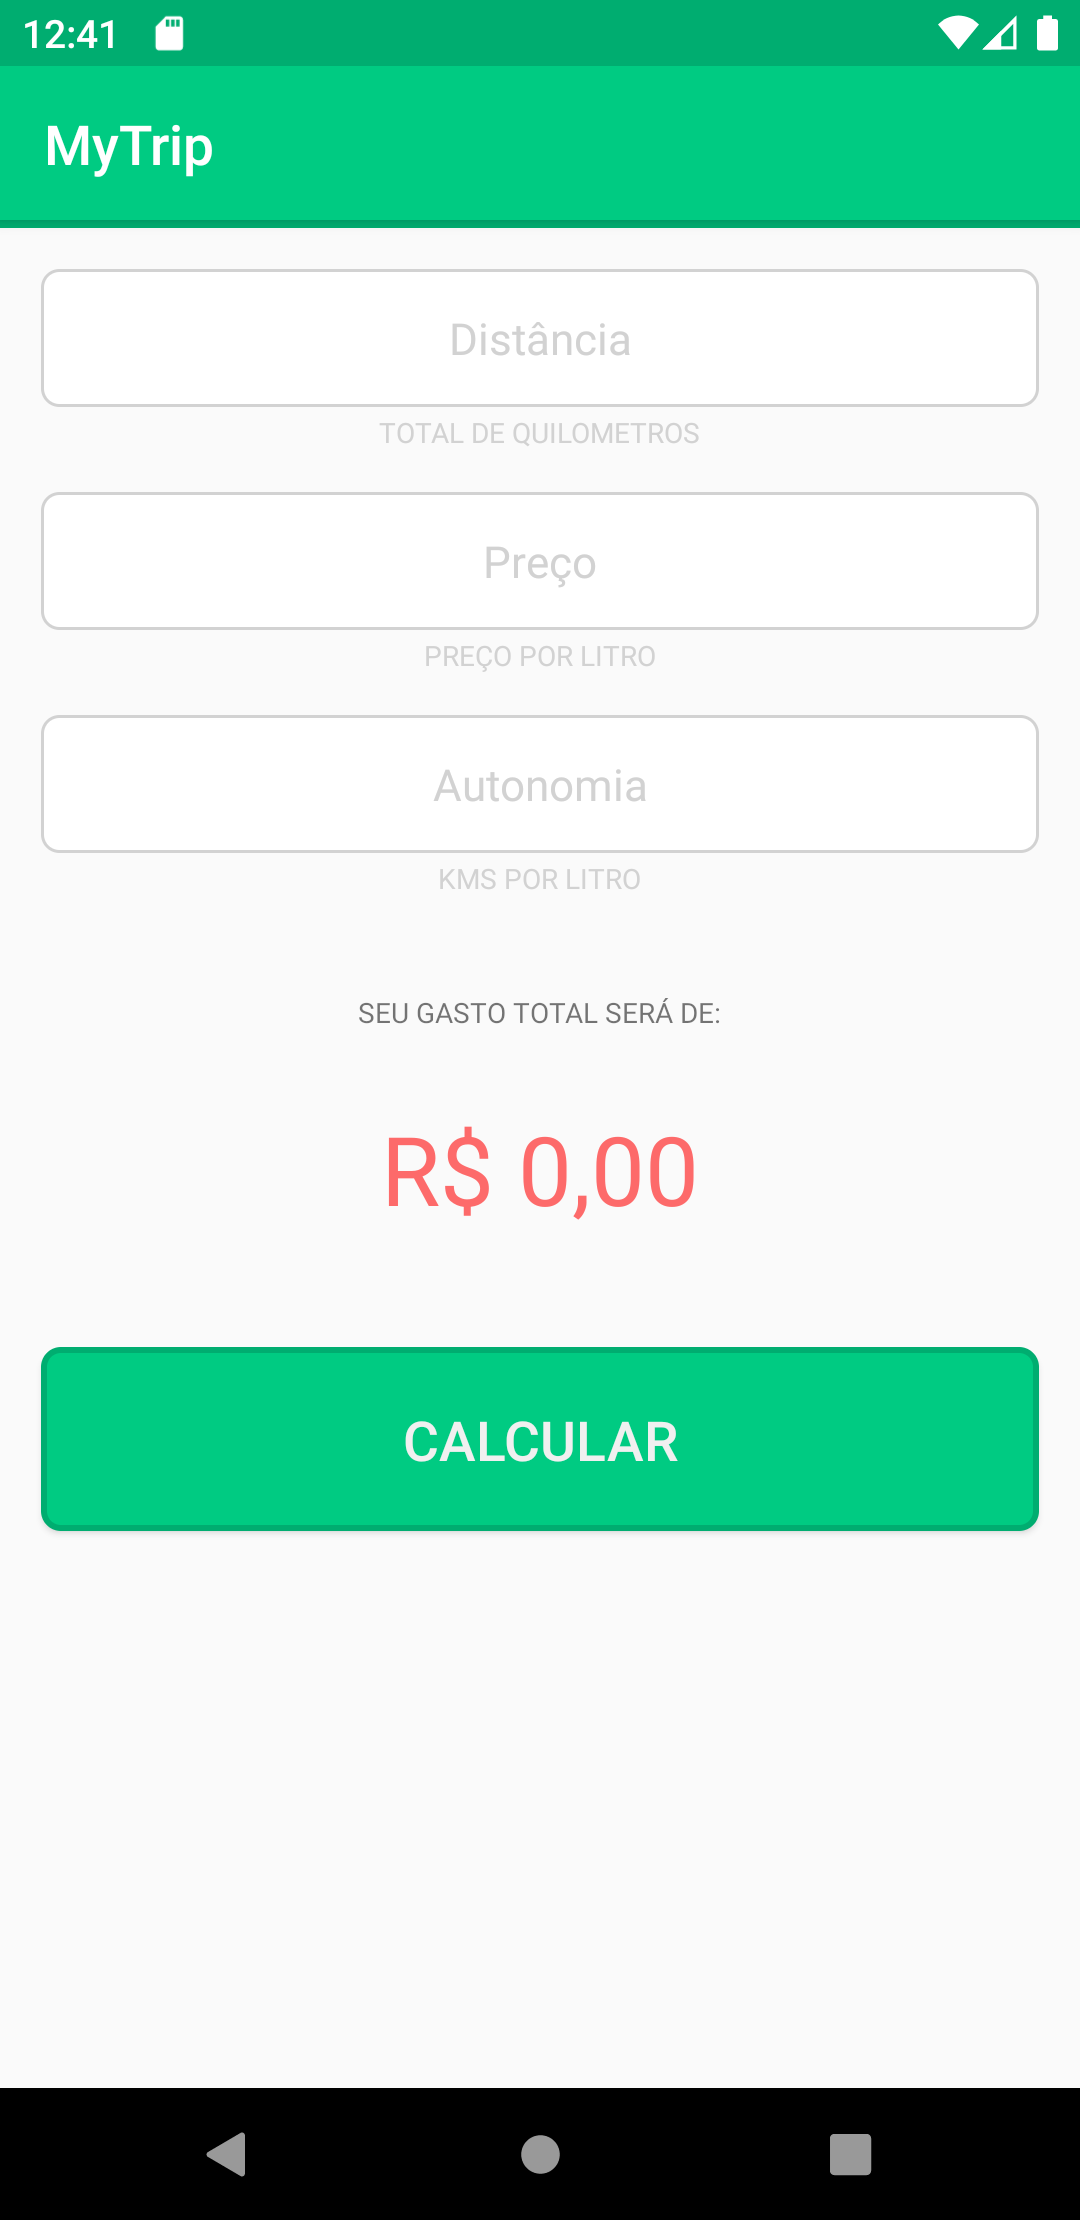 12:41
MyTrip
Distância
TOTAL DE QUILOMETROS
Preço
PREÇO POR LITRO
Autonomia
KMS POR LITRO
SEU GASTO TOTAL SERÁ DE:
R$ 0,00
CALCULAR